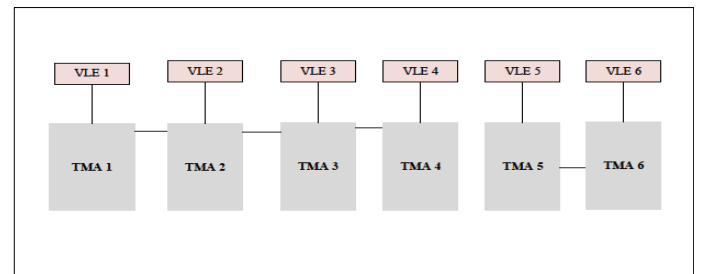 VLE 1
VLE 2
VLE 3
VLE 4
VLE 5
VLE 6
TMA 1
TMA 2
TMA 3
TMA 4
TMA 5
TMA 6